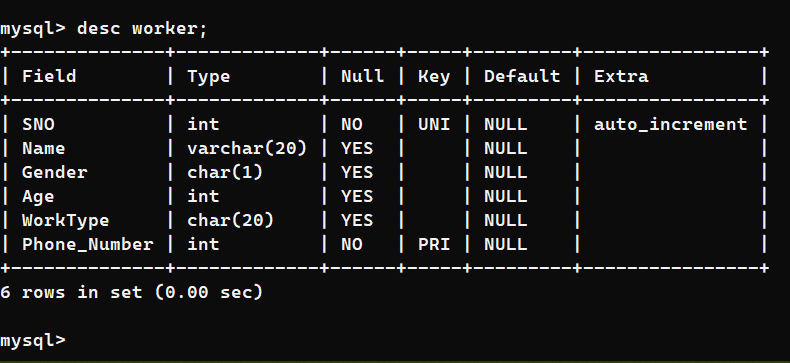 mysql> desc worker;
+--------------+-------------+------+-----+---------+----------------+
| Field        | Type        | Null | Key | Default | Extra          |
+--------------+-------------+------+-----+---------+----------------+
| SNO          | int         | NO   | UNI | NULL    | auto_increment |
| Name         | varchar(20) | YES  |     | NULL    |                |
| Gender       | char(1)     | YES  |     | NULL    |                |
| Age          | int         | YES  |     | NULL    |                |
| WorkType     | char(20)    | YES  |     | NULL    |                |
| Phone_Number | int         | NO   | PRI | NULL    |                |
+--------------+-------------+------+-----+---------+----------------+
6 rows in set (0.00 sec)
mysql>